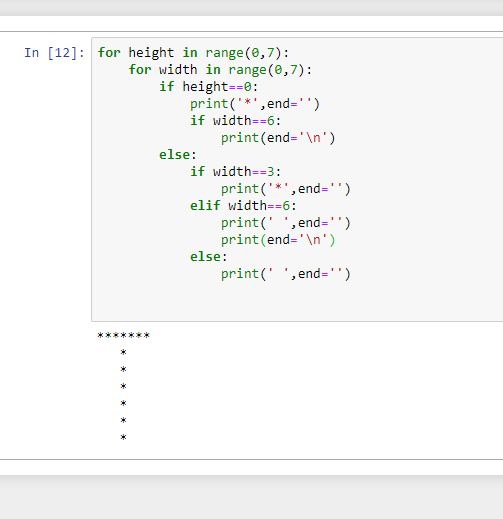 In [12]: for height in range(0,7):
    for width in range(0,7):
        if height==0:
            print('*',end='')
            if width==6:
                print(end='\n')
        else:
            if width==3:
                print('*',end='')
            elif width==6:
                print(' ',end='')
                print(end='\n')
            else:
                print(' ',end='')
*******
   *
   *
   *
   *
   *
   *